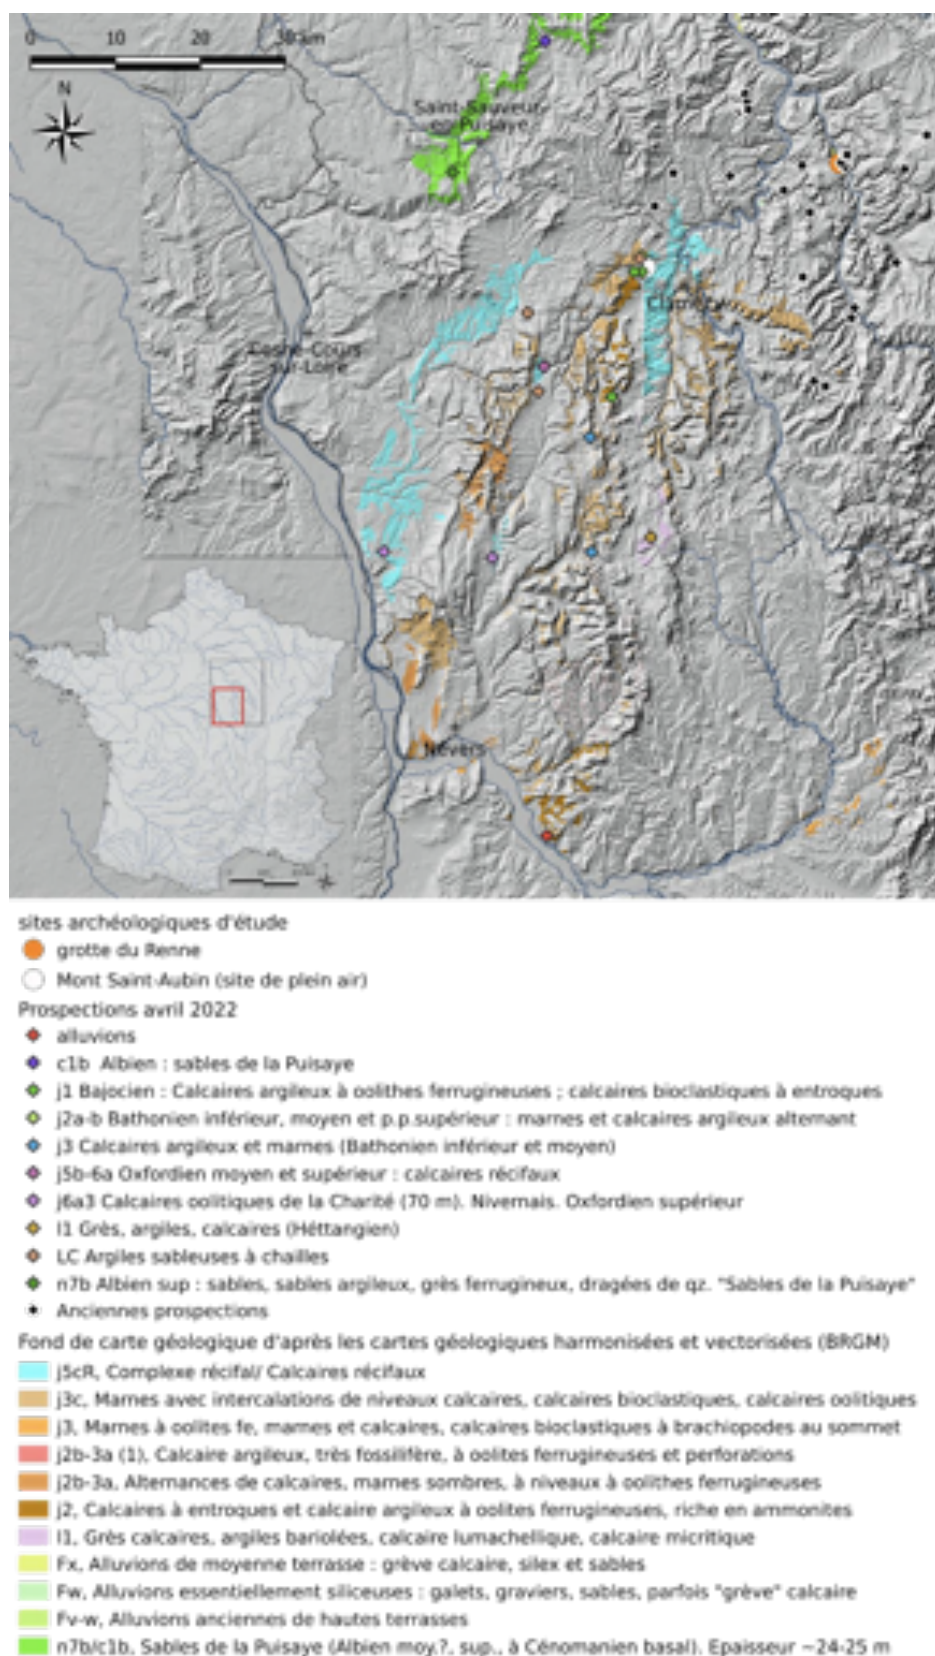 0 10 20 30 km
N
Saint-Sauveur-
en-Puisaye
Clamecy
Cosne-Cours-
sur-Loire
Nevers
sites archéologiques d'étude
grotte du Renne
Mont Saint-Aubin (site de plein air)
Prospections avril 2022
alluvions
c1b Albien : sables de la Puisaye
j1 Bajocien : Calcaires argileux à oolithes ferrugineuses ; calcaires bioclastiques à entroques
j2a-b Bathonien inférieur, moyen et p.p.supérieur : marnes et calcaires argileux alternant
j3 Calcaires argileux et marnes (Bathonien inférieur et moyen)
j5b-6a Oxfordien moyen et supérieur : calcaires récifaux
j6a3 Calcaires oolitiques de la Charité (70 m). Nivernais. Oxfordien supérieur
l1 Grès, argiles, calcaires (Héttangien)
LC Argiles sableuses à chailles
n7b Albien sup : sables, sables argileux, grès ferrugineux, dragées de qz. "Sables de la Puisaye"
Anciennes prospections
Fond de carte géologique d'après les cartes géologiques harmonisées et vectorisées (BRGM)
j5cR, Complexe récifal/ Calcaires récifaux
j3c, Marnes avec intercalations de niveaux calcaires, calcaires bioclastiques, calcaires oolitiques
j3, Marnes à oolites fe, marnes et calcaires, calcaires bioclastiques à brachiopodes au sommet
j2b-3a (1), Calcaire argileux, très fossilifère, à oolites ferrugineuses et perforations
j2b-3a, Alternances de calcaires, marnes sombres, à niveaux à oolithes ferrugineuses
j2, Calcaires à entroques et calcaire argileux à oolites ferrugineuses, riche en ammonites
l1, Grès calcaires, argiles bariolées, calcaire lumachellique, calcaire micritique
Fx, Alluvions de moyenne terrasse : grève calcaire, silex et sables
Fw, Alluvions essentiellement siliceuses : galets, graviers, sables, parfois "grève" calcaire
Fv-w, Alluvions anciennes de hautes terrasses
n7b/c1b, Sables de la Puisaye (Albien moy.?, sup., à Cénomanien basal). Epaisseur ~24-25 m